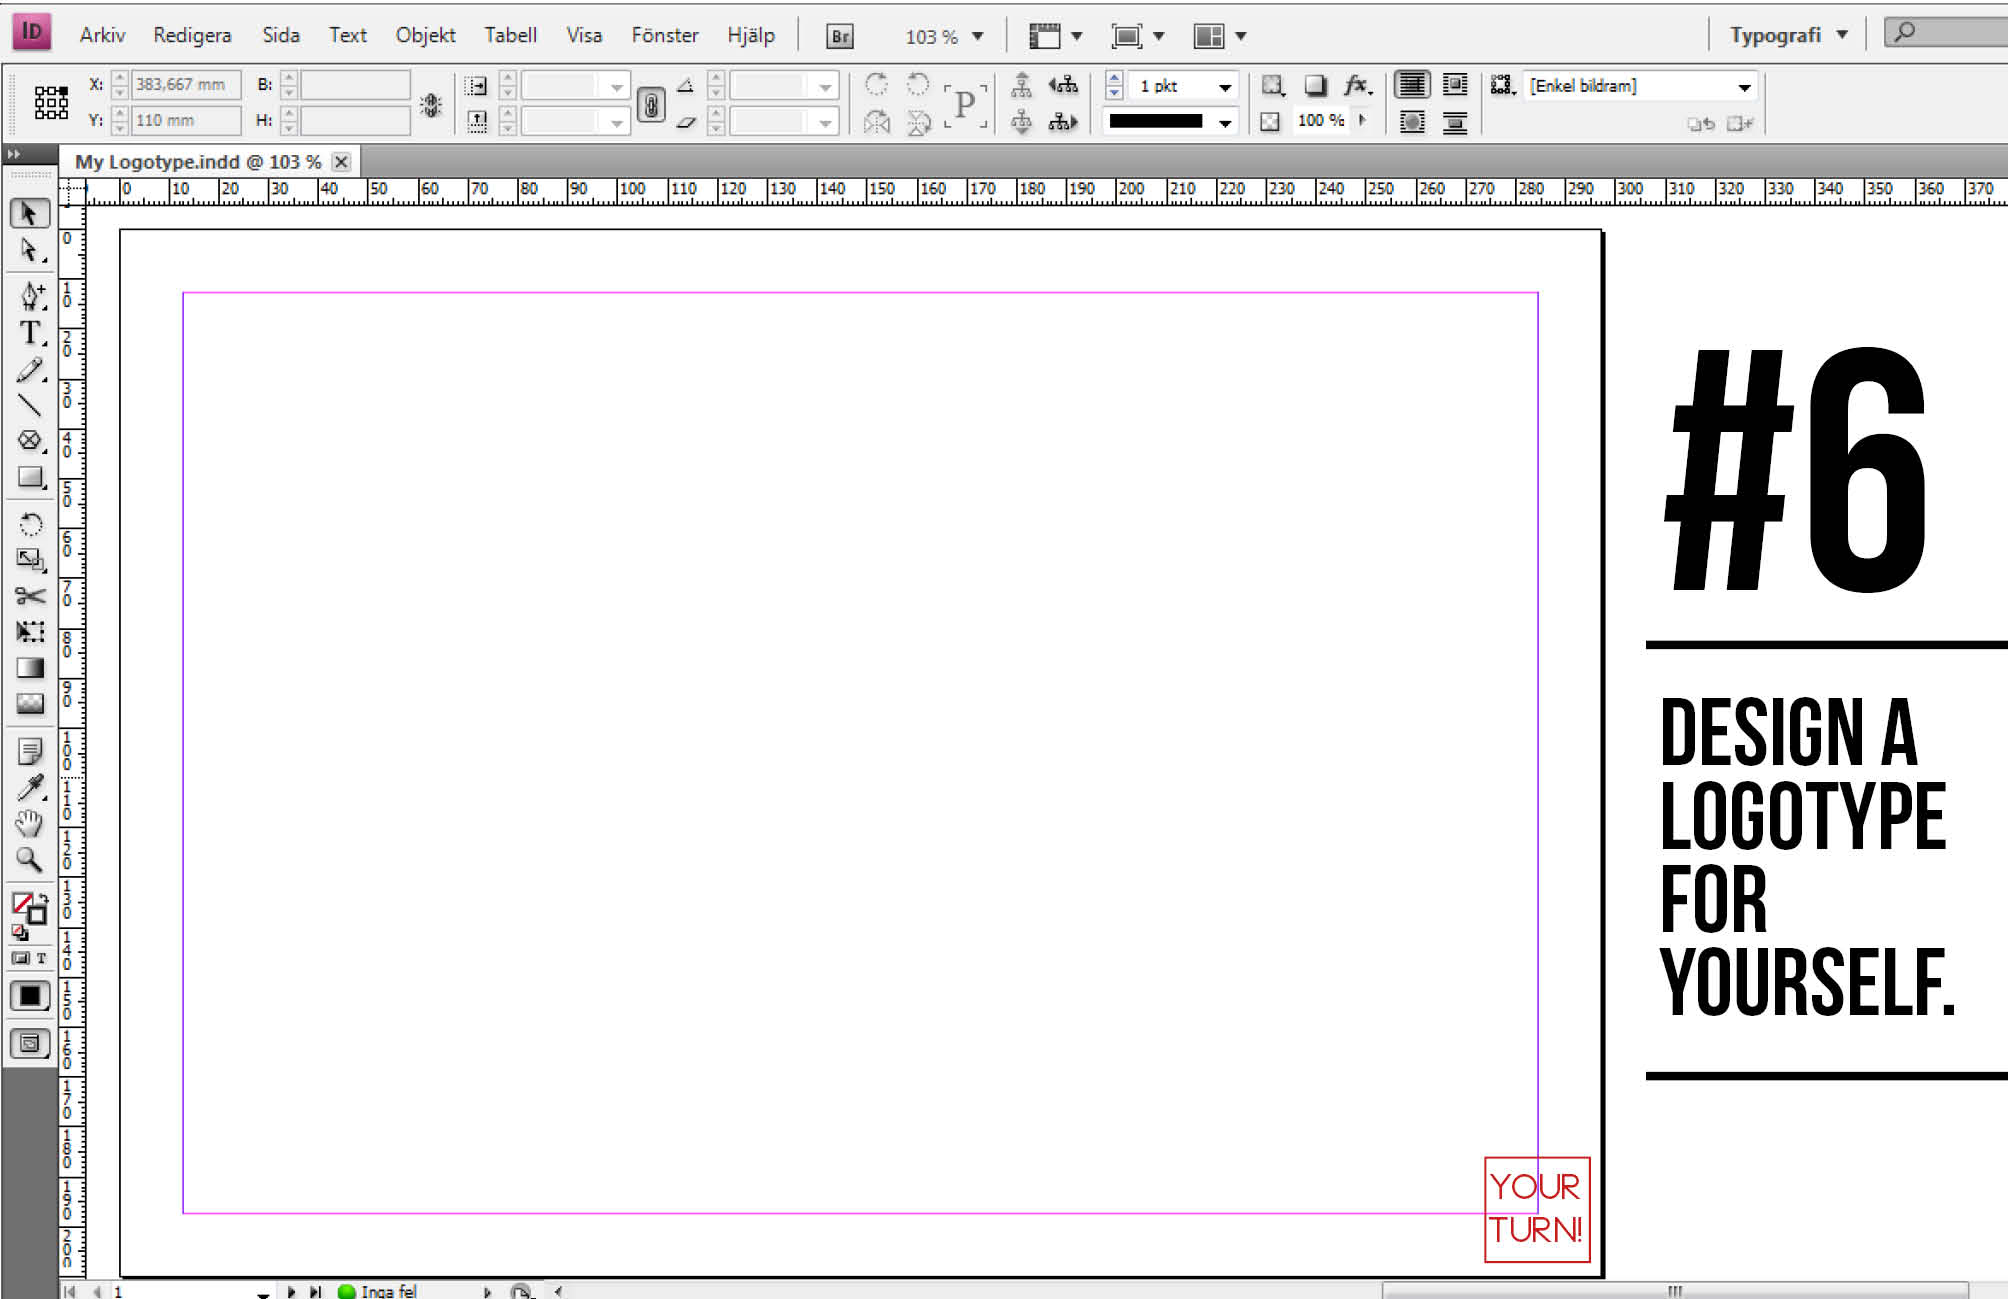 ID Arkiv Redigera Sida Text Objekt Tabell Visa Fönster Hjälp Br 103 % Typografi
X: 383,667 mm B: 1 pkt fx [Enkel bildram]
Y: 110 mm H: P 100 %
My Logotype.indd @ 103 %
0 10 20 30 40 50 60 70 80 90 100 110 120 130 140 150 160 170 180 190 200 210 220 230 240 250 260 270 280 290 300 310 320 330 340 350 360 370
0
10
20
30
40
50
60
70
80
90
100
110
120
130
140
150
160
170
180
190
200
T
T
#6
DESIGN A
LOGOTYPE
FOR
YOURSELF.
YOUR
TURN!
1 Inga fel